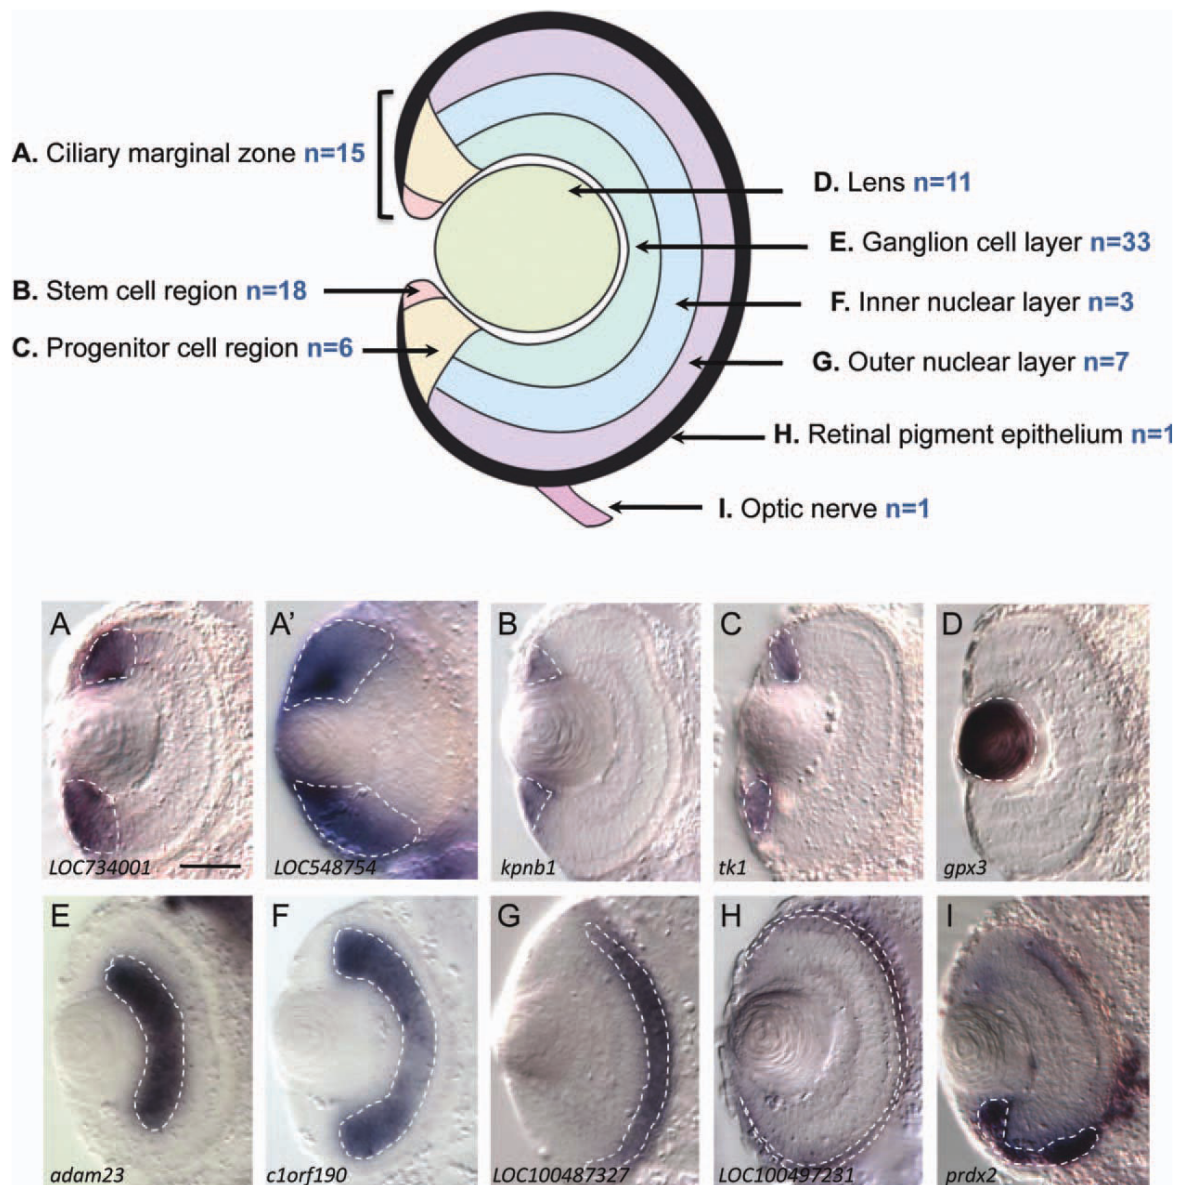 A. Ciliary marginal zone n=15
D. Lens n=11
E. Ganglion cell layer n=33
B. Stem cell region n=18
F. Inner nuclear layer n=3
C. Progenitor cell region n=6
G. Outer nuclear layer n=7
H. Retinal pigment epithelium n=1
I. Optic nerve n=1
A
A'
B
C
D
LOC734001
LOC548754
kpnb1
tk1
gpx3
E
F
G
H
I
adam23
c1orf190
LOC100487327
LOC100497231
prdx2